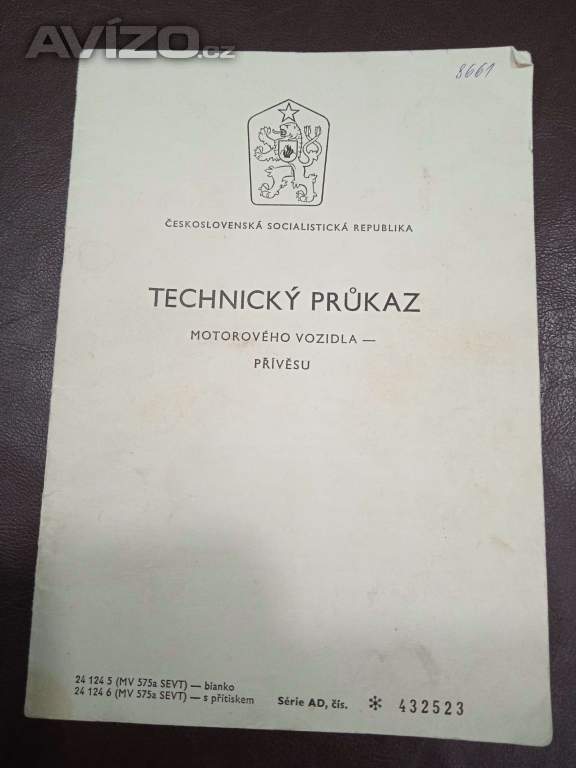 AVÍZO.cz
8661
ČESKOSLOVENSKÁ SOCIALISTICKÁ REPUBLIKA
TECHNICKÝ PRŮKAZ
MOTOROVÉHO VOZIDLA —
PŘÍVĚSU
24 124 5 (MV 575a SEVT) — bianko
24 124 6 (MV 575a SEVT) — s přítiskem
Série AD, čís. * 432523